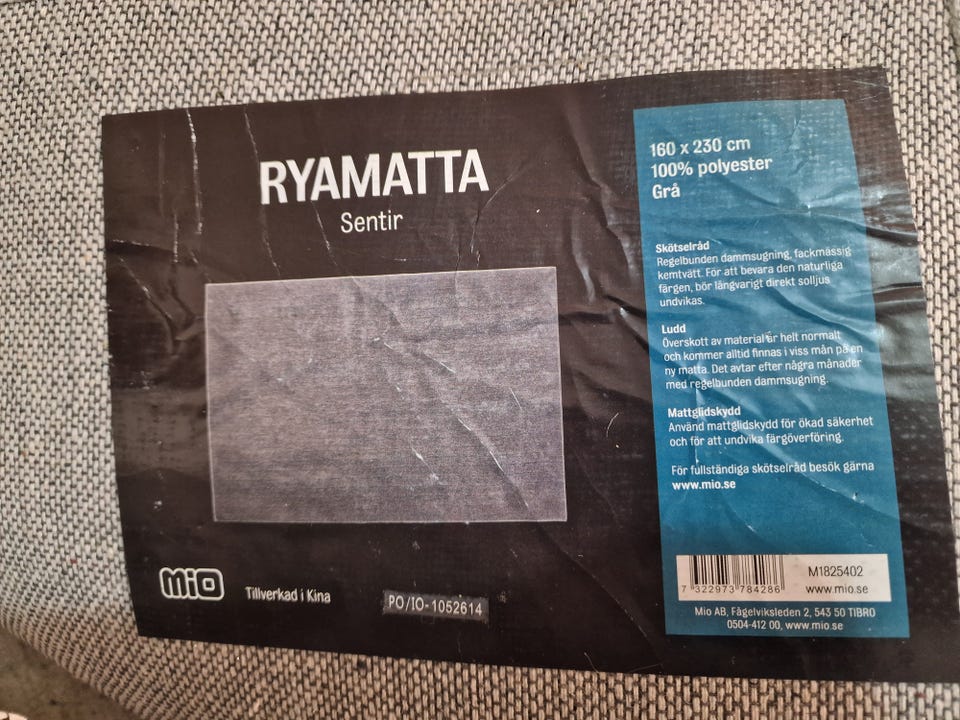 RYAMATTA
Sentir
160 x 230 cm
100% polyester
Grå
Skötselråd
Regelbunden dammsugning, fackmässig
kemtvätt. För att bevara den naturliga
färgen, bör långvarigt direkt solljus
undvikas.
Ludd
Överskott av material är helt normalt
och kommer alltid finnas i viss mån på en
ny matta. Det avtar efter några månader
med regelbunden dammsugning.
Mattglidskydd
Använd mattglidskydd för ökad säkerhet
och för att undvika färgöverföring.
För fullständiga skötselråd besök gärna
www.mio.se
7 322973 784286
M1825402
www.mio.se
Mio AB, Fågelviksleden 2, 543 50 TIBRO
0504-412 00, www.mio.se
MIO
Tillverkad i Kina
PO/IO-1052614